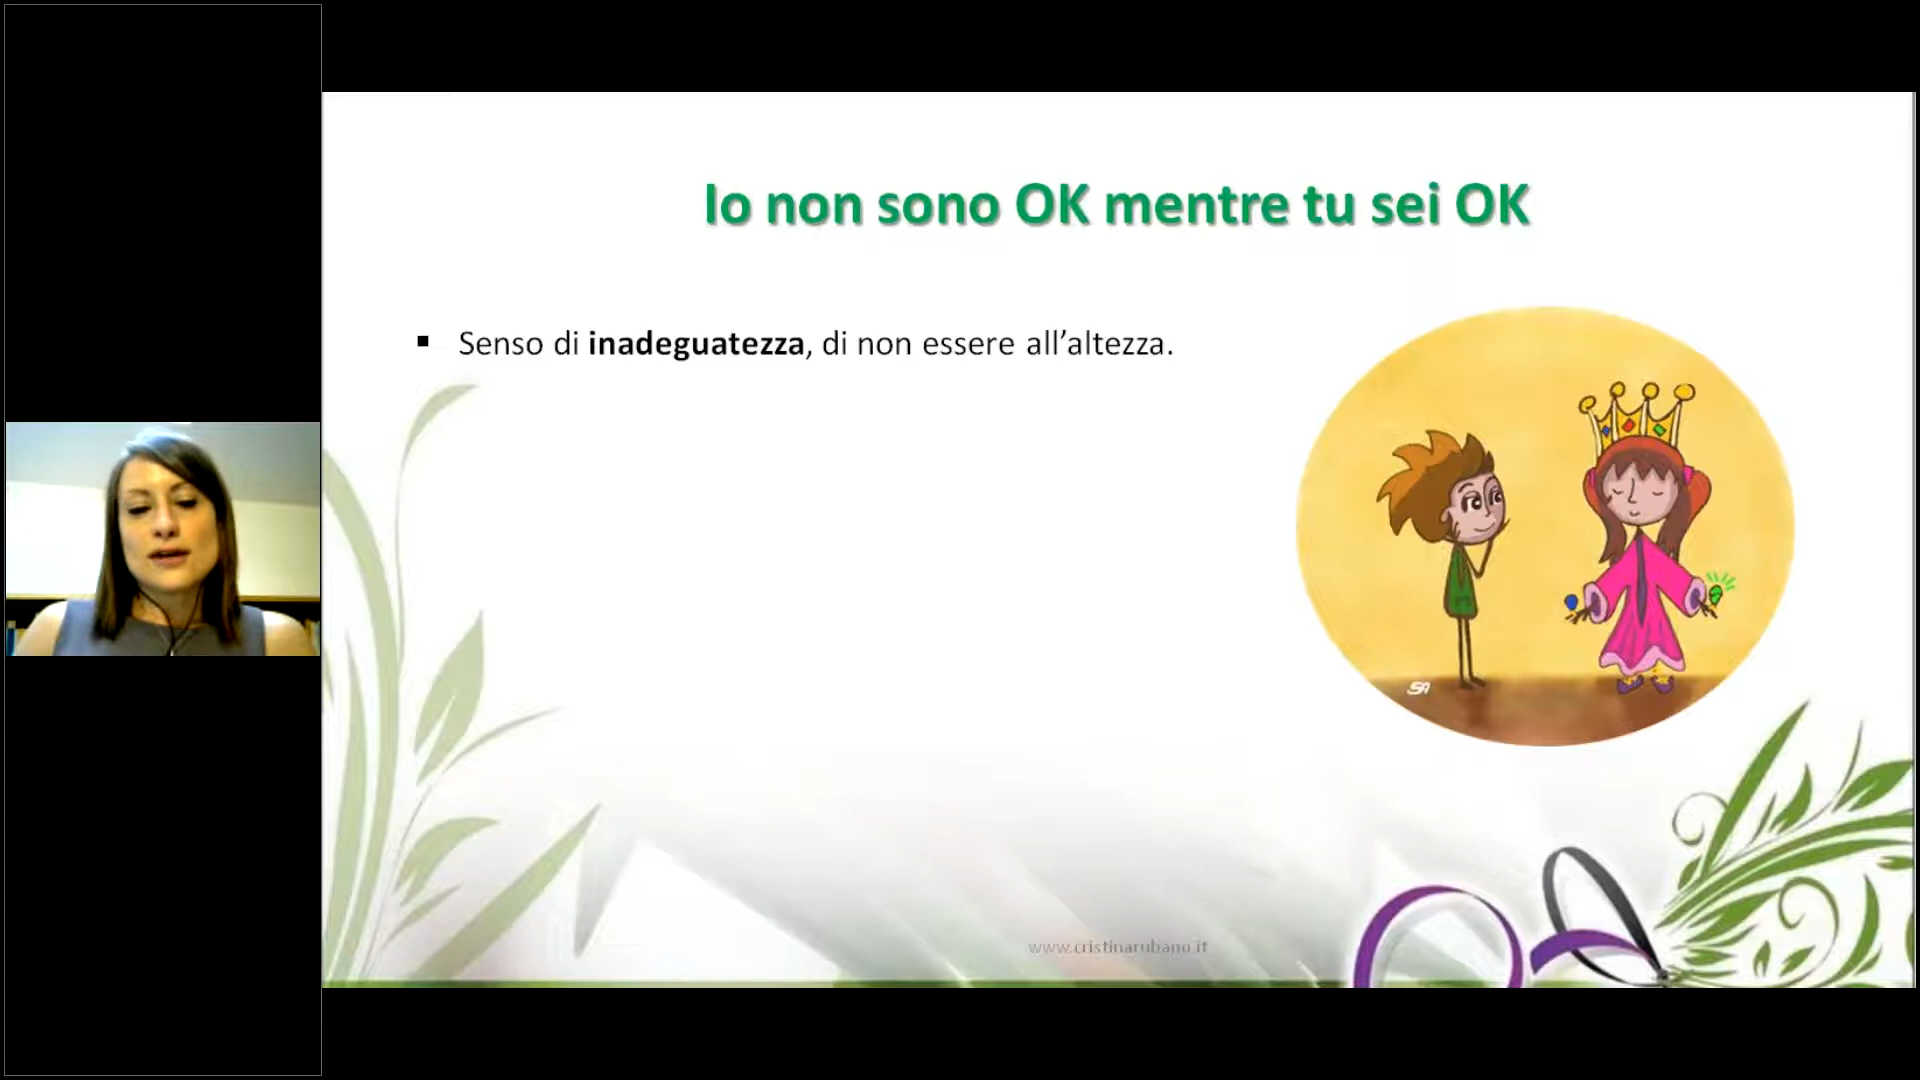 Io non sono OK mentre tu sei OK
▪ Senso di inadeguatezza, di non essere all’altezza.
SA
www.cristinarubano.it